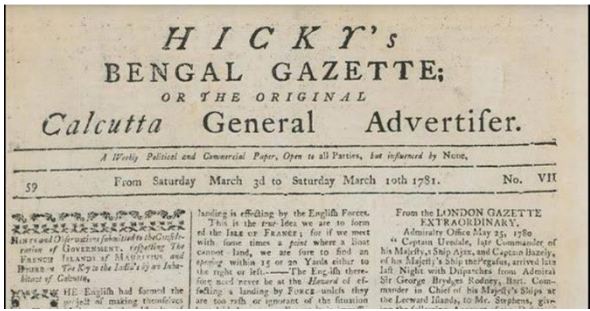 HICKY's
BENGAL GAZETTE;
OR THE ORIGINAL
Calcutta General Advertiſer.
A Weekly Political and Commercial Paper, Open to all Parties, but influenced by None,
59 From Saturday March 3d to Saturday March 10th 1781. No. VII
HINTS and Obſervations ſubmitted to the
ration of GOVERNMENT. reſpecting The
FRENCH ISLANDS of MAURITIUS and
BOURBON The Key to the India's by an Inha-
bitant of Calcutta,
THE Engliſh had formed the
project of making themſelves
landing is effecting by the Engliſh Forces.
This is the true idea we are to form
of the ISLE OF FRANCE; for if we meet
with ſome times a point where a Boat
cannot land, we are ſure to find an
opening within 15 or 20 Yards either to
the right or left.---The Engliſh there-
fore need never be at the Hazard of ef-
fecting a landing by FORCE unleſs they
are too raſh or ignorant of the ſituation
From the LONDON GAZETTE
EXTRAORDINARY.
Admiralty Office May 25, 1780
" Captain Uvedale, late Commander of
his Majeſty,s Ship Ajax, and Captain Bazely,
of his Majeſty,s Ship the Pegaſus, arrived late
laſt Night with Diſpatches from Admiral
Sir George Brydges Rodney, Bart. Com-
mander in Chief of his Majeſty's Ships at
the Leeward Iſlands, to Mr. Stephens, giv-